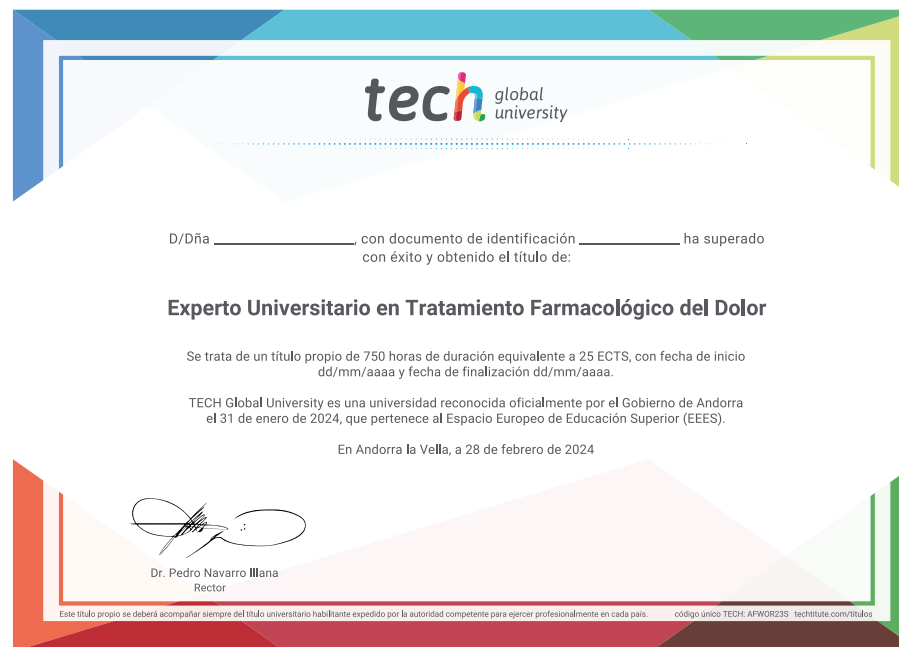 tech global university
D/Dña ____________________, con documento de identificación ______________ ha superado
con éxito y obtenido el título de:
Experto Universitario en Tratamiento Farmacológico del Dolor
Se trata de un título propio de 750 horas de duración equivalente a 25 ECTS, con fecha de inicio
dd/mm/aaaa y fecha de finalización dd/mm/aaaa.
TECH Global University es una universidad reconocida oficialmente por el Gobierno de Andorra
el 31 de enero de 2024, que pertenece al Espacio Europeo de Educación Superior (EEES).
En Andorra la Vella, a 28 de febrero de 2024
Dr. Pedro Navarro Illana
Rector
Este título propio se deberá acompañar siempre del título universitario habilitante expedido por la autoridad competente para ejercer profesionalmente en cada país. código único TECH: AFWOR23S techtitute.com/titulos